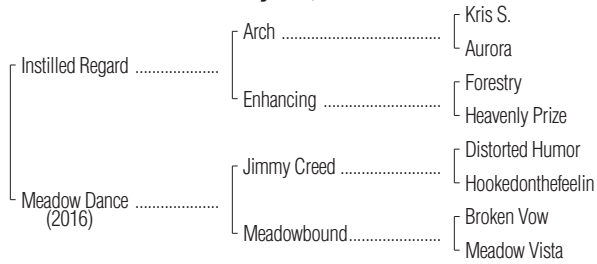 Kris S.
Arch ........................................
Aurora
Instilled Regard .....................
Forestry
Enhancing .............................
Heavenly Prize
Distorted Humor
Jimmy Creed .........................
Hookedonthefeelin
Meadow Dance .....................
(2016)
Broken Vow
Meadowbound.......................
Meadow Vista